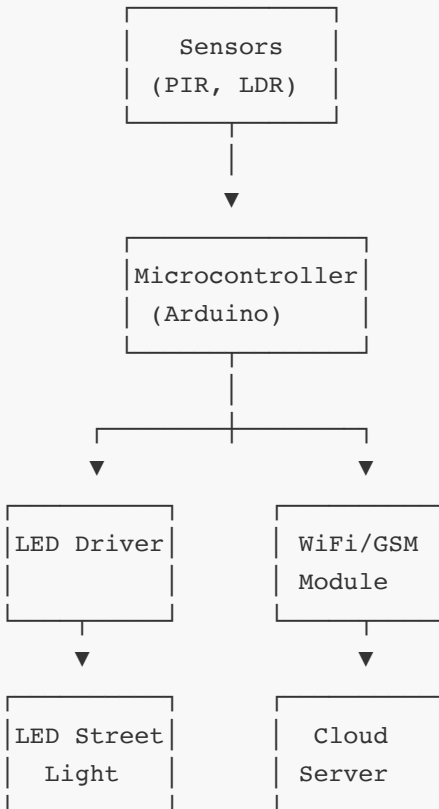 Sensors
(PIR, LDR)
Microcontroller
(Arduino)
LED Driver
WiFi/GSM
Module
LED Street
Light
Cloud
Server